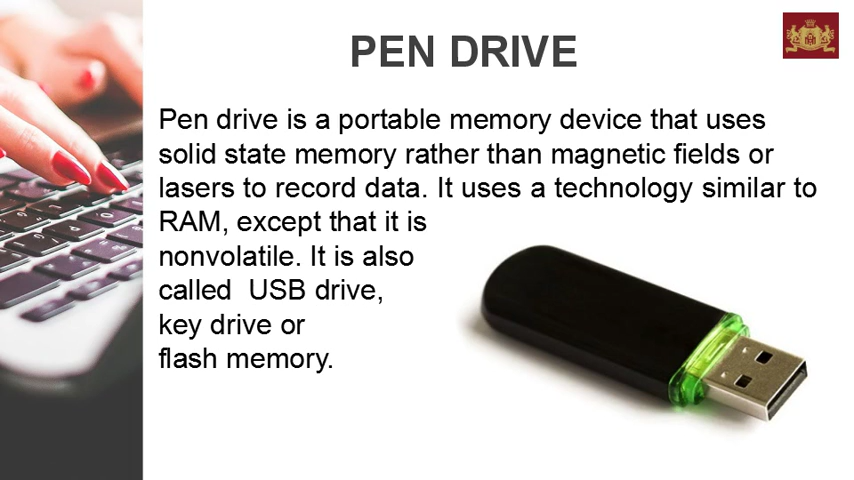 PEN DRIVE
Pen drive is a portable memory device that uses
solid state memory rather than magnetic fields or
lasers to record data. It uses a technology similar to
RAM, except that it is
nonvolatile. It is also
called  USB drive,
key drive or
flash memory.